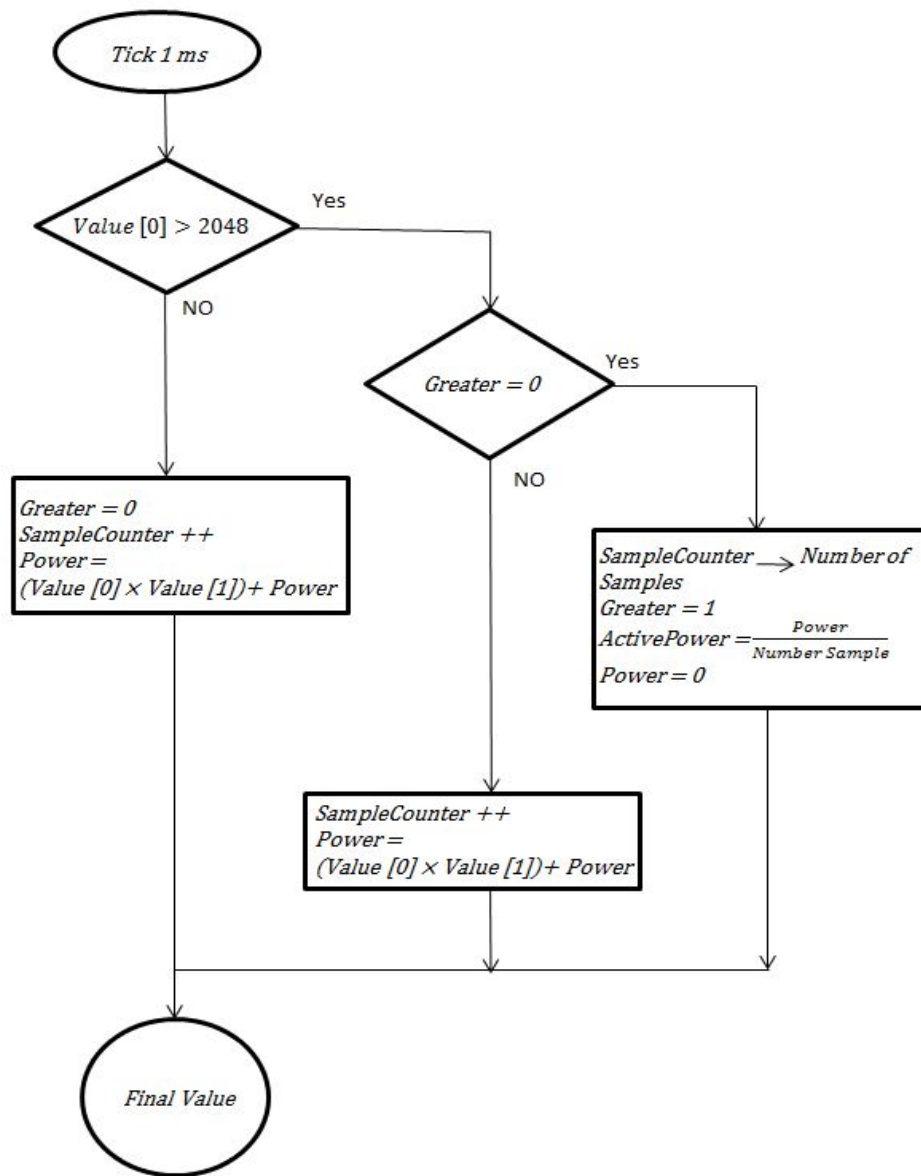 Tick 1 ms
Value [0] > 2048
Yes
NO
Greater = 0
Yes
NO
Greater = 0
SampleCounter ++
Power =
(Value [0] × Value [1])+ Power
SampleCounter → Number of
Samples
Greater = 1
ActivePower = Power / Number Sample
Power = 0
SampleCounter ++
Power =
(Value [0] × Value [1])+ Power
Final Value